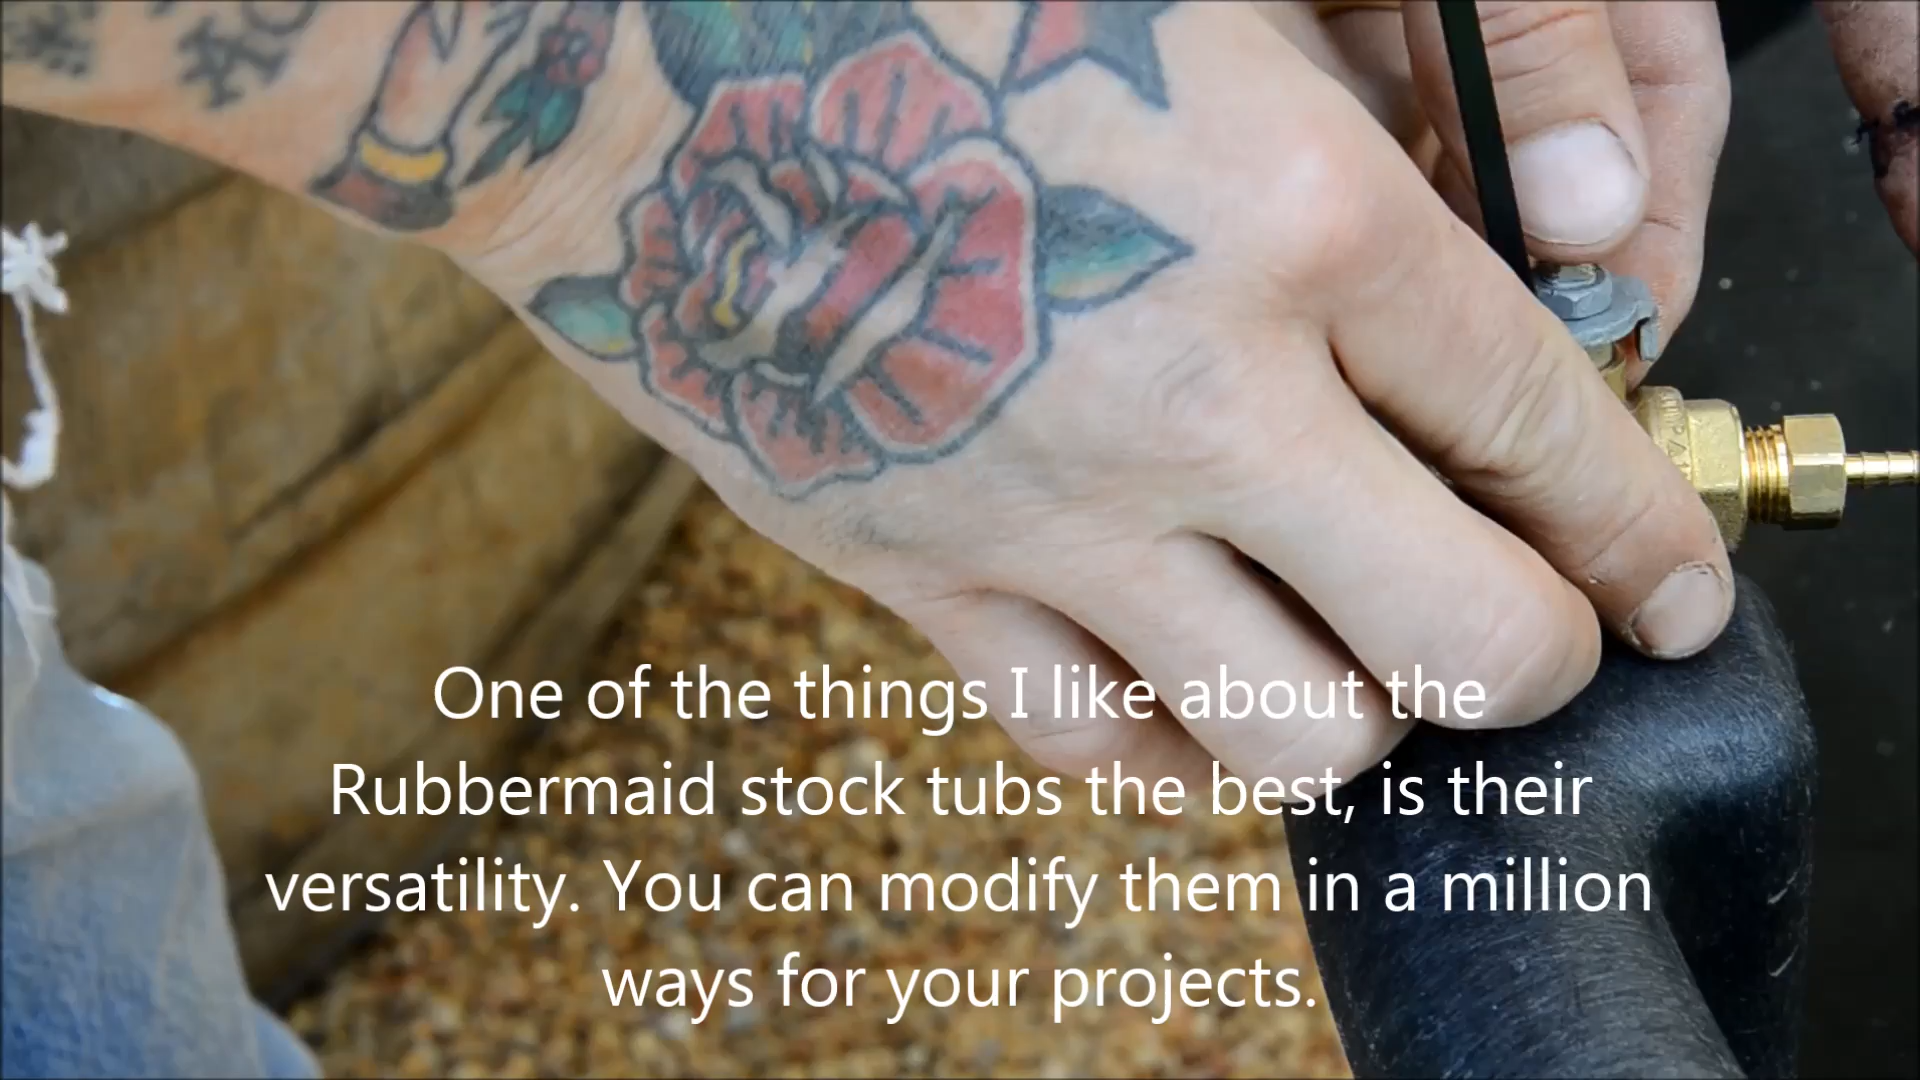 One of the things I like about the
Rubbermaid stock tubs the best, is their
versatility. You can modify them in a million
ways for your projects.